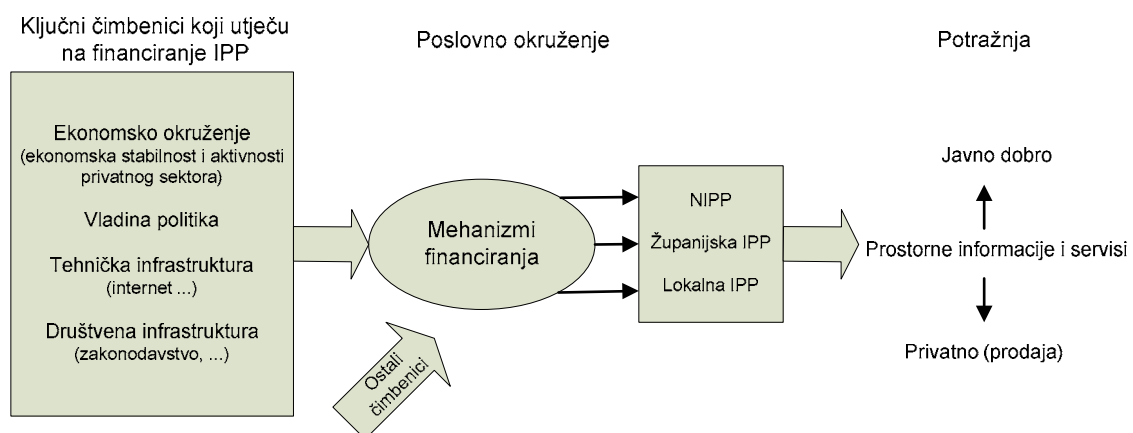 Ključni čimbenici koji utječu
na financiranje IPP
Poslovno okruženje
Potražnja
Ekonomsko okruženje
(ekonomska stabilnost i aktivnosti
privatnog sektora)
Vladina politika
Tehnička infrastruktura
(internet ...)
Društvena infrastruktura
(zakonodavstvo, ...)
Ostali
čimbenici
Mehanizmi
financiranja
NIPP
Županijska IPP
Lokalna IPP
Javno dobro
Prostorne informacije i servisi
Privatno (prodaja)